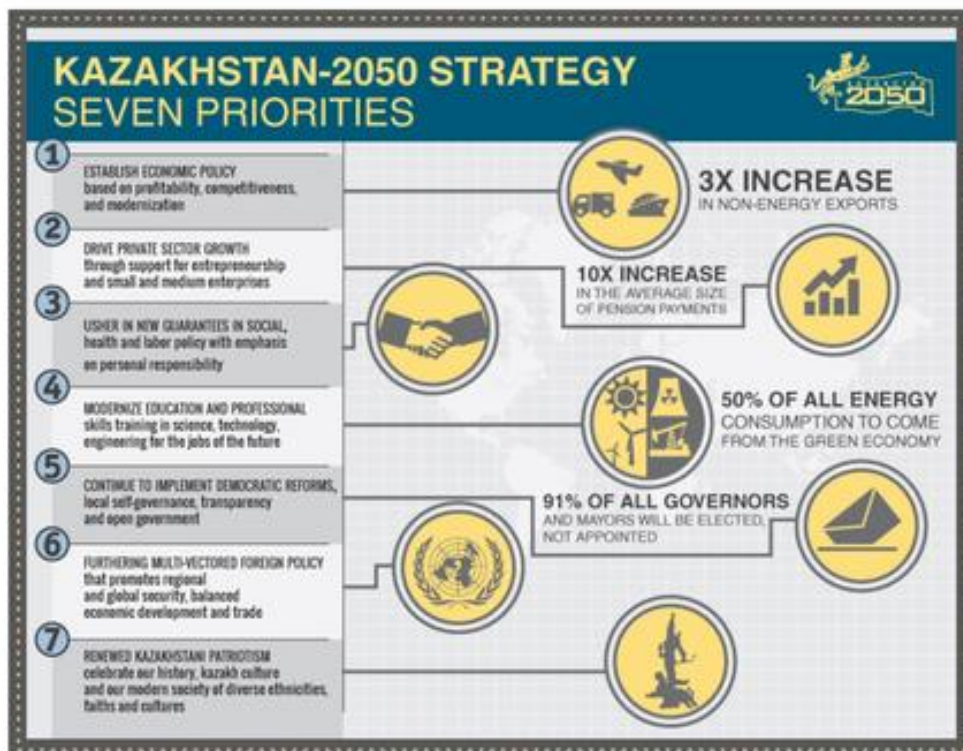 KAZAKHSTAN-2050 STRATEGY
SEVEN PRIORITIES
2050
1
ESTABLISH ECONOMIC POLICY
based on profitability, competitiveness,
and modernization
3X INCREASE
IN NON-ENERGY EXPORTS
2
DRIVE PRIVATE SECTOR GROWTH
through support for entrepreneurship
and small and medium enterprises
10X INCREASE
IN THE AVERAGE SIZE
OF PENSION PAYMENTS
3
USHER IN NEW GUARANTEES IN SOCIAL,
health and labor policy with emphasis
on personal responsibility
4
MODERNIZE EDUCATION AND PROFESSIONAL
skills training in science, technology,
engineering for the jobs of the future
50% OF ALL ENERGY
CONSUMPTION TO COME
FROM THE GREEN ECONOMY
5
CONTINUE TO IMPLEMENT DEMOCRATIC REFORMS,
local self-governance, transparency
and open government
91% OF ALL GOVERNORS
AND MAYORS WILL BE ELECTED,
NOT APPOINTED
6
FURTHERING MULTI-VECTORED FOREIGN POLICY
that promotes regional
and global security, balanced
economic development and trade
7
RENEWED KAZAKHSTANI PATRIOTISM
celebrate our history, kazakh culture
and our modern society of diverse ethnicities,
faiths and cultures